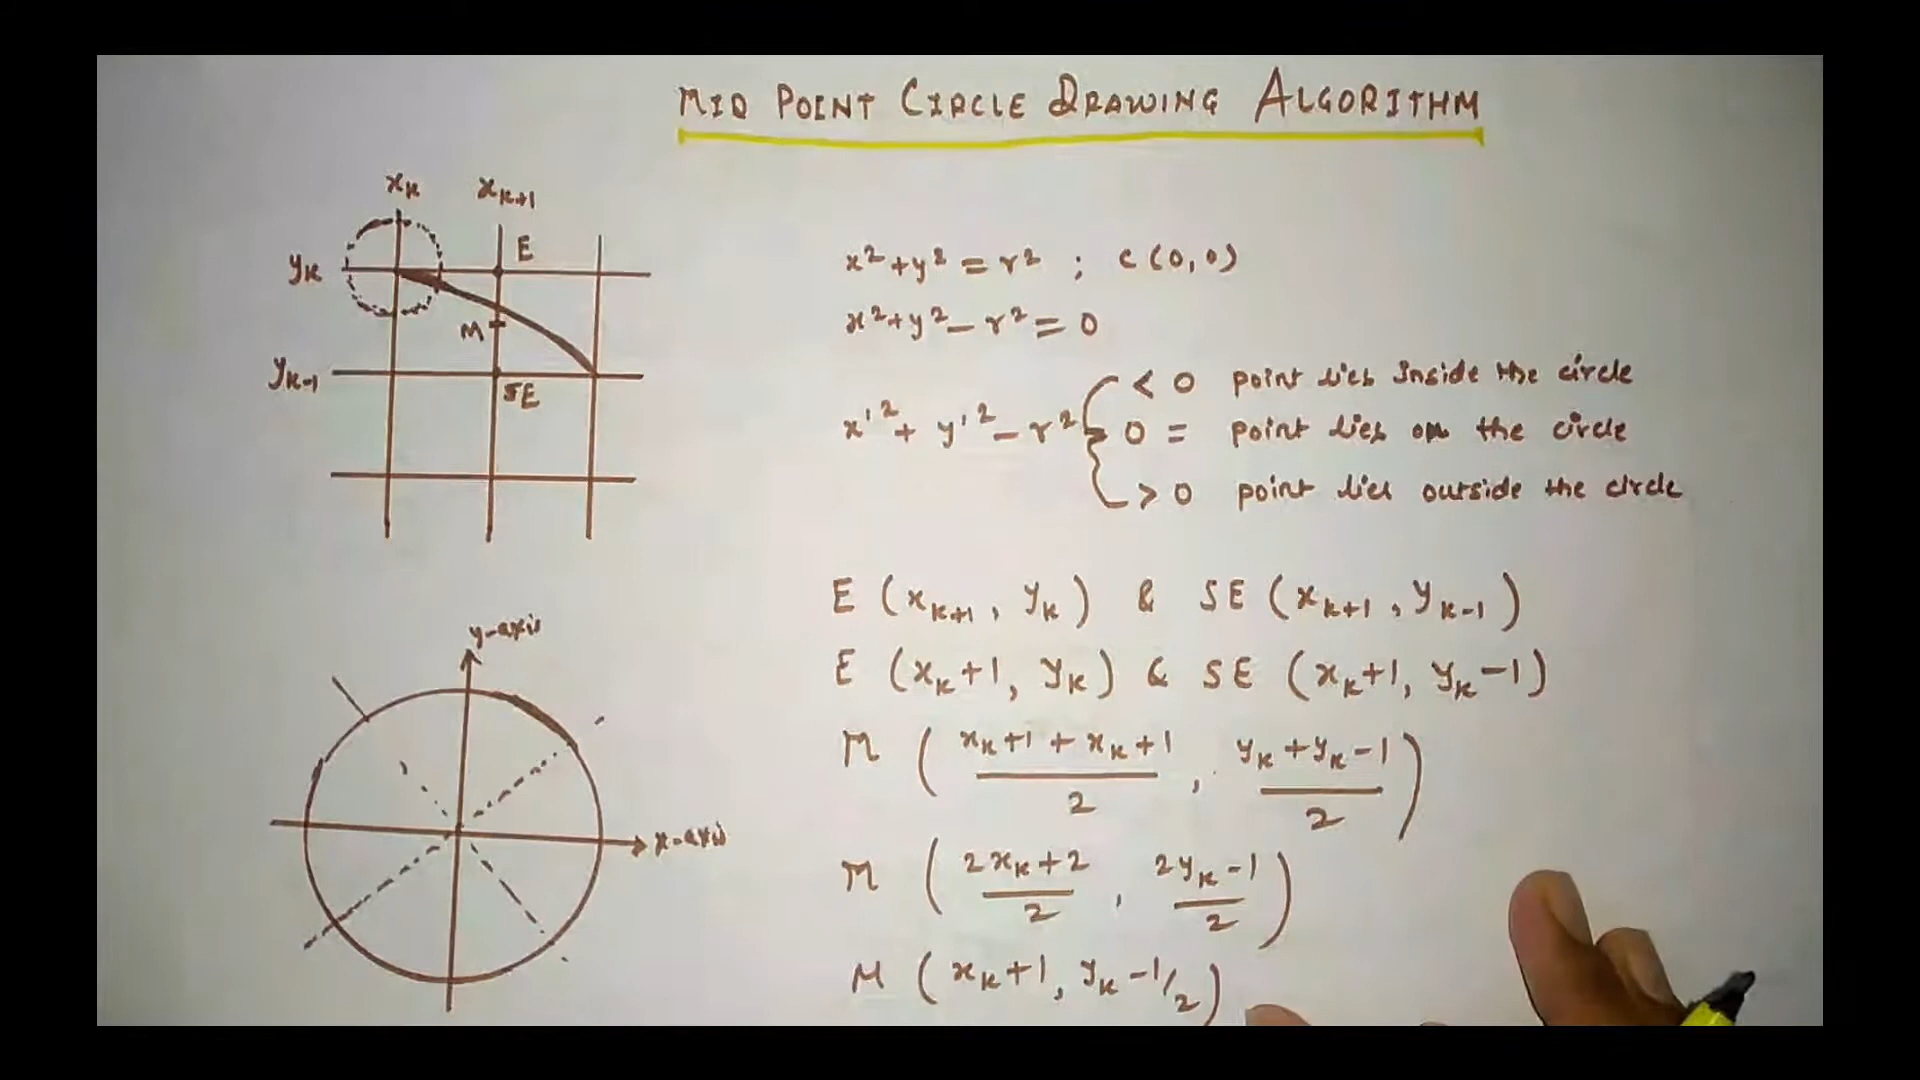 MID POINT CIRCLE DRAWING ALGORITHM
xₖ xₖ₊₁
yₖ E
M
yₖ₋₁ SE
x² + y² = r² ; c (0,0)
x² + y² – r² = 0
x'² + y'² – r² { < 0 point lies inside the circle
0 = point lies on the circle
> 0 point lies outside the circle
E (xₖ₊₁, yₖ) & SE (xₖ₊₁, yₖ₋₁)
E (xₖ+1, yₖ) & SE (xₖ+1, yₖ-1)
M ( (xₖ+1 + xₖ+1)/2 , (yₖ+yₖ-1)/2 )
M ( (2xₖ+2)/2 , (2yₖ-1)/2 )
M (xₖ+1, yₖ-1/2)
y-axis
x-axis